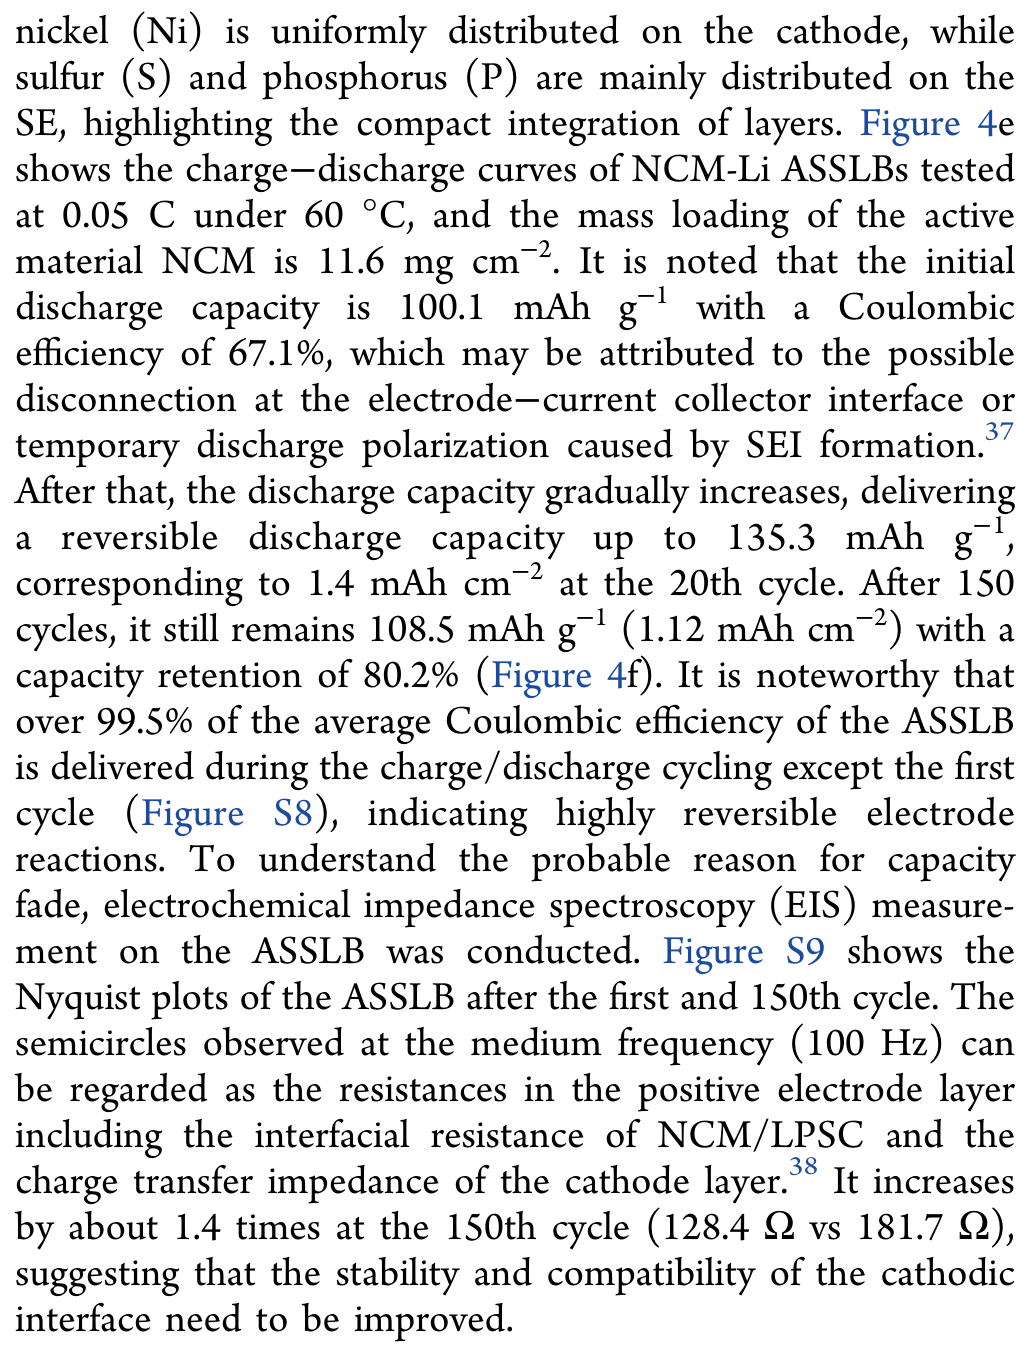 nickel (Ni) is uniformly distributed on the cathode, while
sulfur (S) and phosphorus (P) are mainly distributed on the
SE, highlighting the compact integration of layers. Figure 4e
shows the charge−discharge curves of NCM-Li ASSLBs tested
at 0.05 C under 60 °C, and the mass loading of the active
material NCM is 11.6 mg cm⁻². It is noted that the initial
discharge capacity is 100.1 mAh g⁻¹ with a Coulombic
efficiency of 67.1%, which may be attributed to the possible
disconnection at the electrode−current collector interface or
temporary discharge polarization caused by SEI formation.³⁷
After that, the discharge capacity gradually increases, delivering
a reversible discharge capacity up to 135.3 mAh g⁻¹,
corresponding to 1.4 mAh cm⁻² at the 20th cycle. After 150
cycles, it still remains 108.5 mAh g⁻¹ (1.12 mAh cm⁻²) with a
capacity retention of 80.2% (Figure 4f). It is noteworthy that
over 99.5% of the average Coulombic efficiency of the ASSLB
is delivered during the charge/discharge cycling except the first
cycle (Figure S8), indicating highly reversible electrode
reactions. To understand the probable reason for capacity
fade, electrochemical impedance spectroscopy (EIS) measure-
ment on the ASSLB was conducted. Figure S9 shows the
Nyquist plots of the ASSLB after the first and 150th cycle. The
semicircles observed at the medium frequency (100 Hz) can
be regarded as the resistances in the positive electrode layer
including the interfacial resistance of NCM/LPSC and the
charge transfer impedance of the cathode layer.³⁸ It increases
by about 1.4 times at the 150th cycle (128.4 Ω vs 181.7 Ω),
suggesting that the stability and compatibility of the cathodic
interface need to be improved.